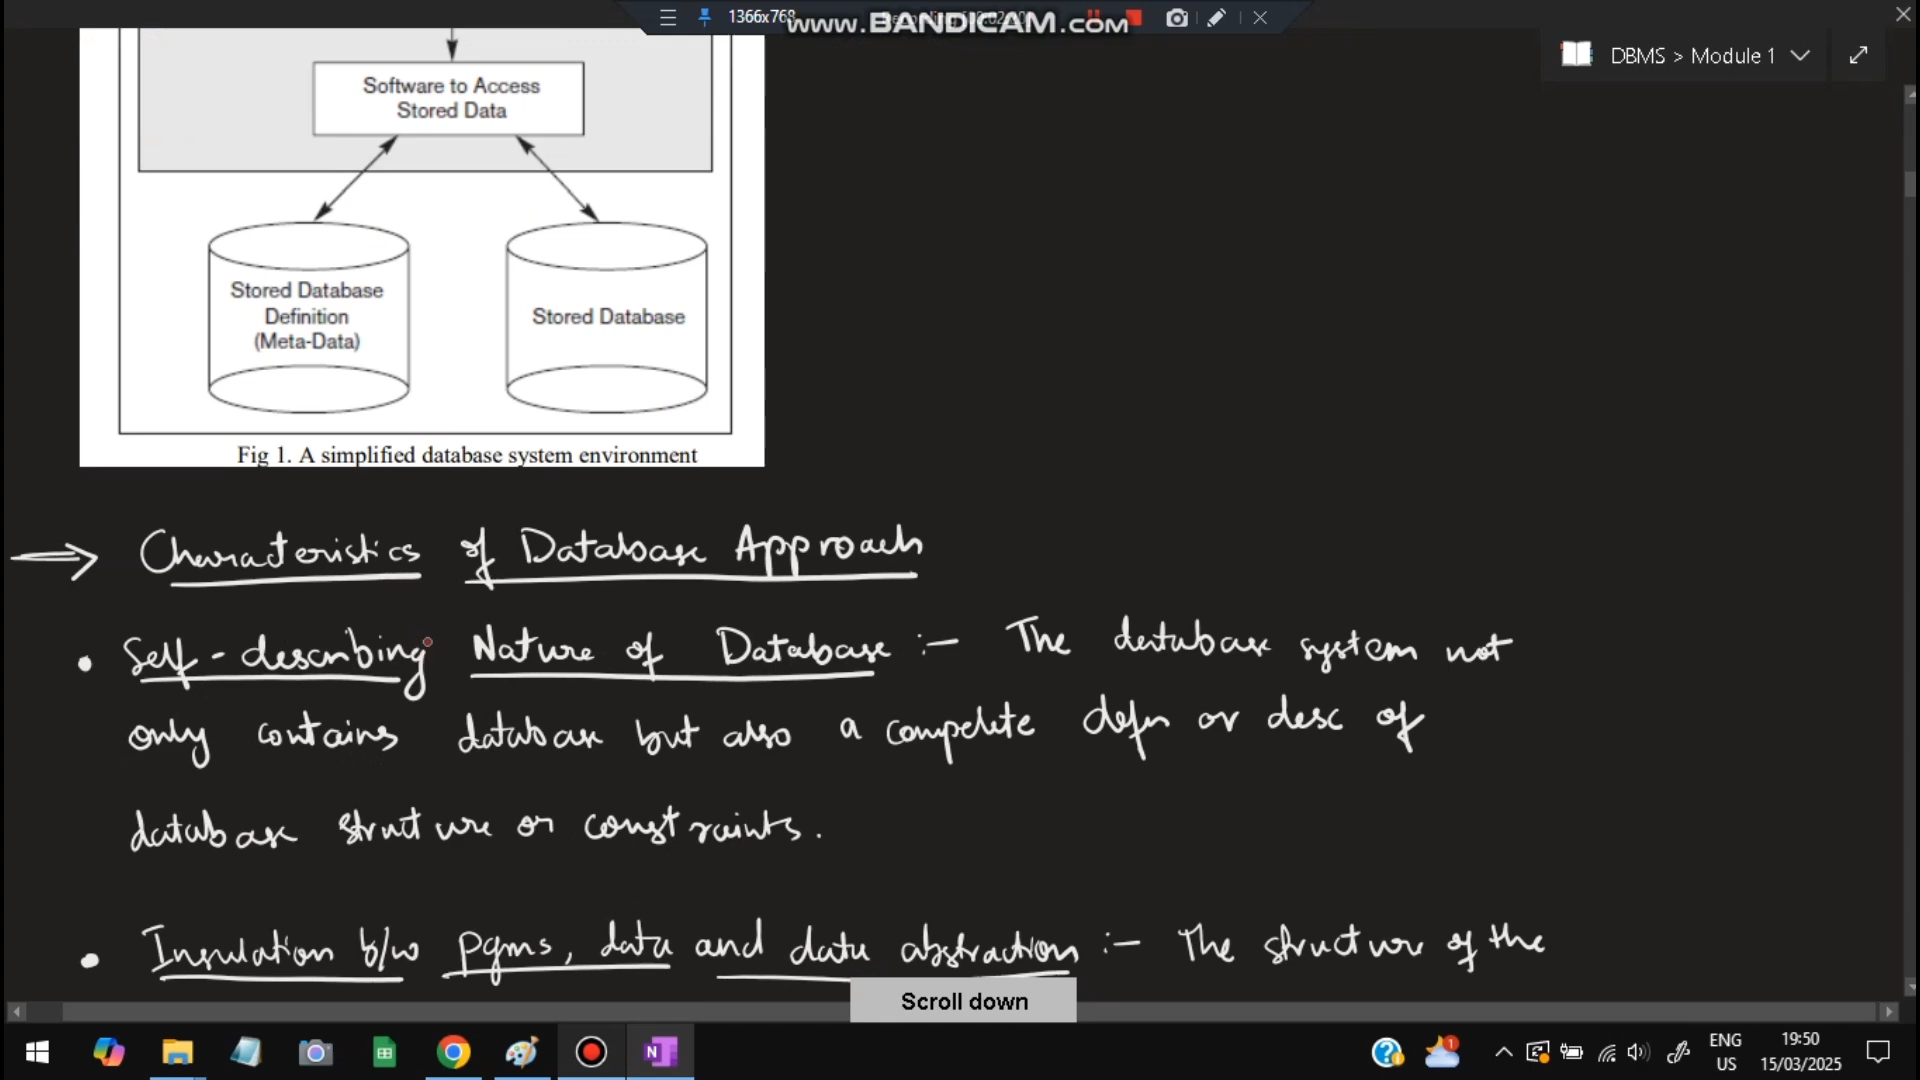 1366x768
www.BANDICAM.com
DBMS > Module 1
Software to Access
Stored Data
Stored Database
Definition
(Meta-Data)
Stored Database
Fig 1. A simplified database system environment
Characteristics of Database Approach
• Self-describing Nature of Database :- The database system not
only contains database but also a compelete defn or desc of
database structure or constraints.
• Insulation b/w pgms, data and data abstraction :- The structure of the
Scroll down
ENG
US
19:50
15/03/2025